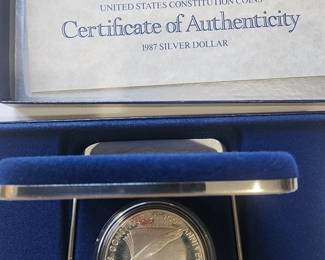 UNITED STATES CONSTITUTION COINS
Certificate of Authenticity
1987 SILVER DOLLAR